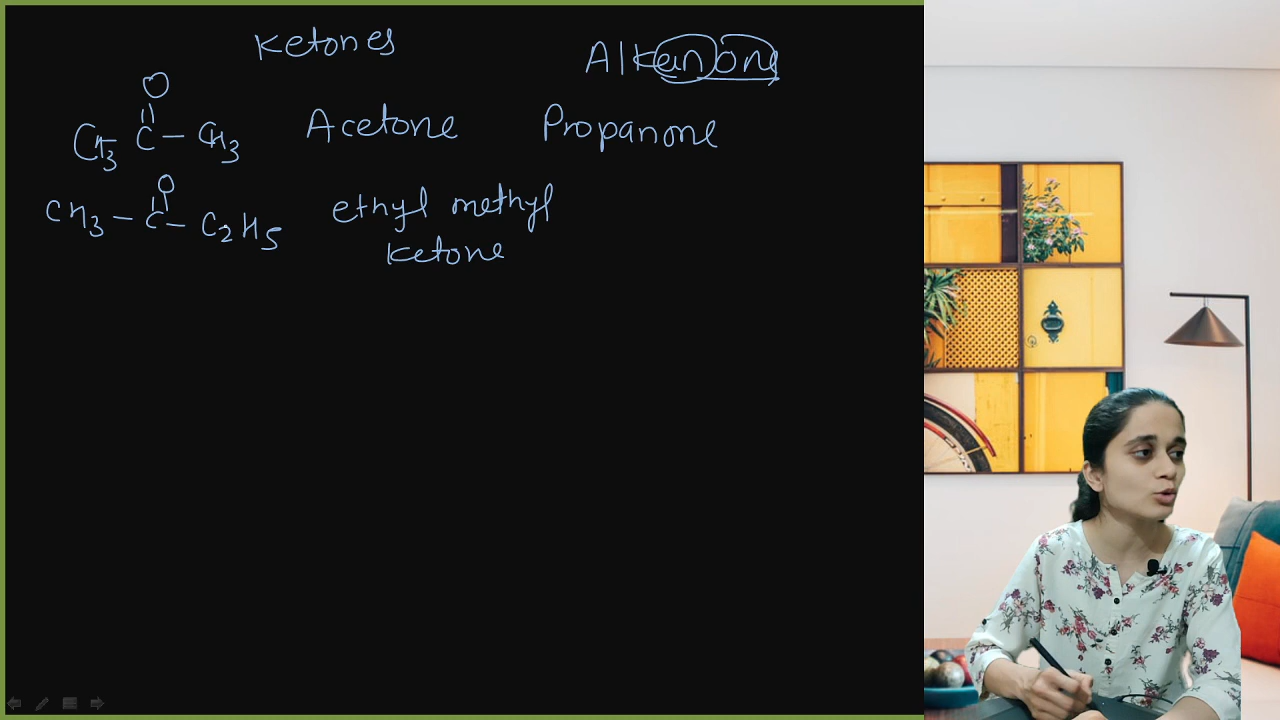 Ketones
Alkanone
O
||
CH3 C – CH3 Acetone Propanone
O
||
CH3 – C – C2H5 ethyl methyl
ketone